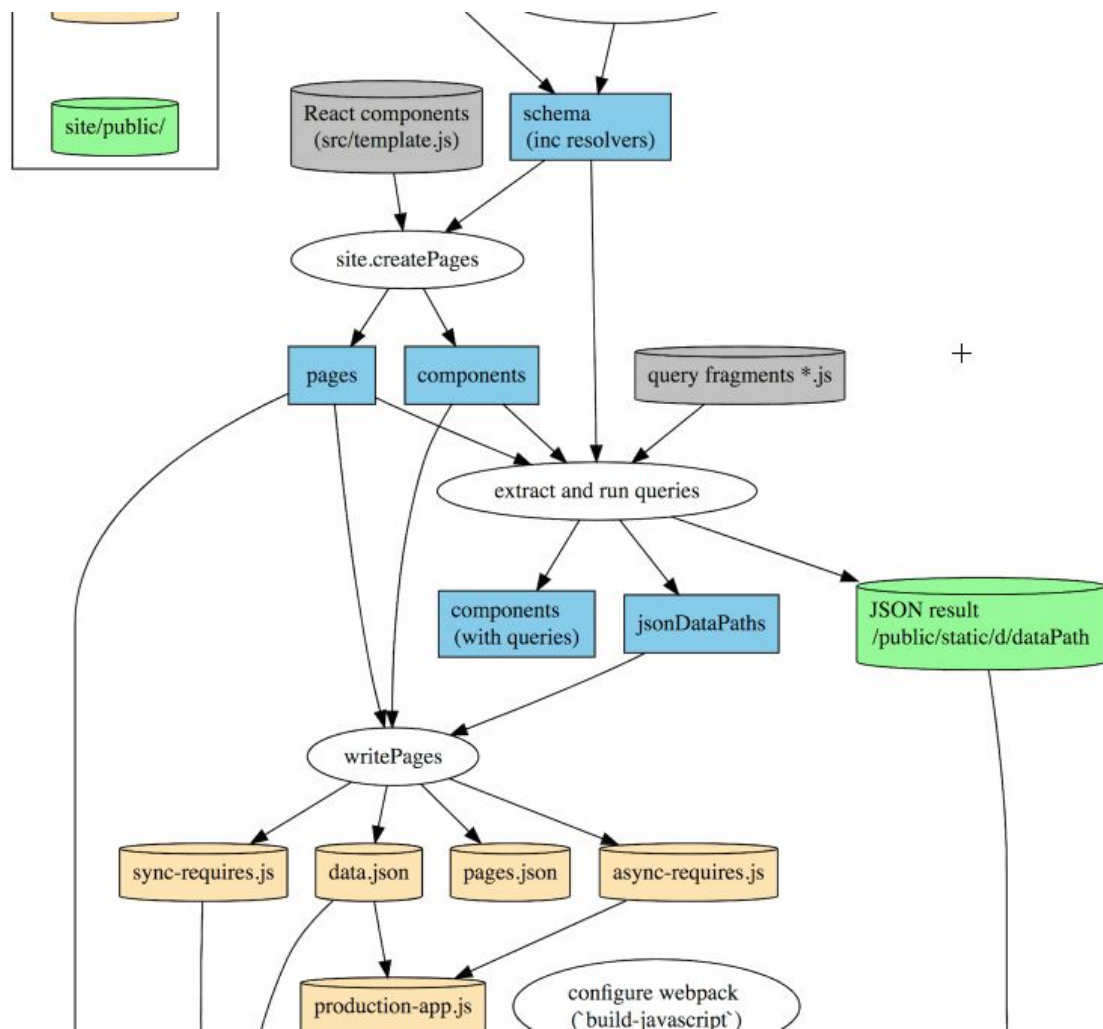 site/public/
React components
(src/template.js)
schema
(inc resolvers)
site.createPages
pages
components
query fragments *.js
extract and run queries
components
(with queries)
jsonDataPaths
JSON result
/public/static/d/dataPath
writePages
sync-requires.js
data.json
pages.json
async-requires.js
production-app.js
configure webpack
(`build-javascript`)